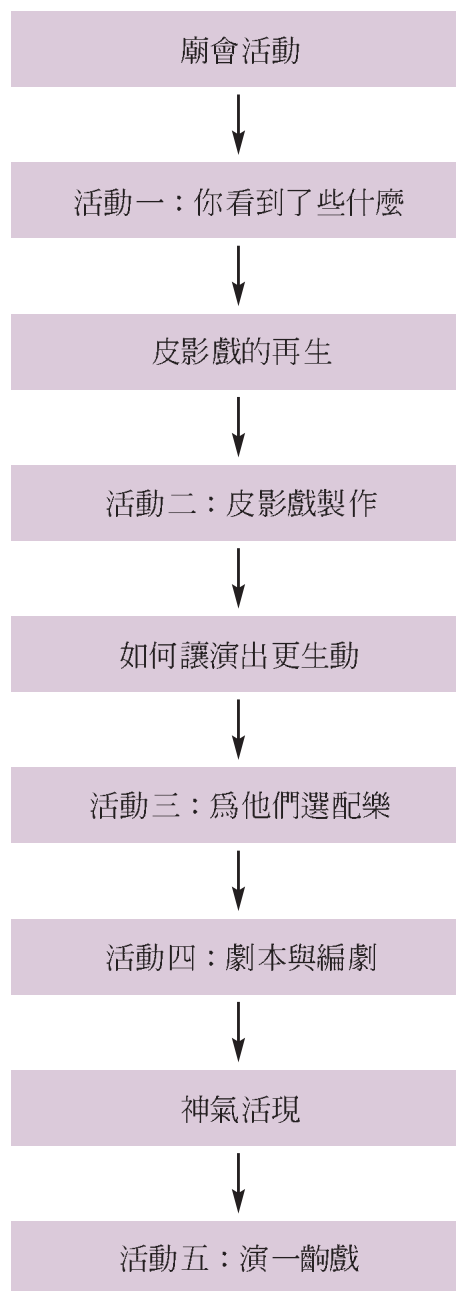 廟會活動
活動一：你看到了些什麼
皮影戲的再生
活動二：皮影戲製作
如何讓演出更生動
活動三：爲他們選配樂
活動四：劇本與編劇
神氣活現
活動五：演一齣戲